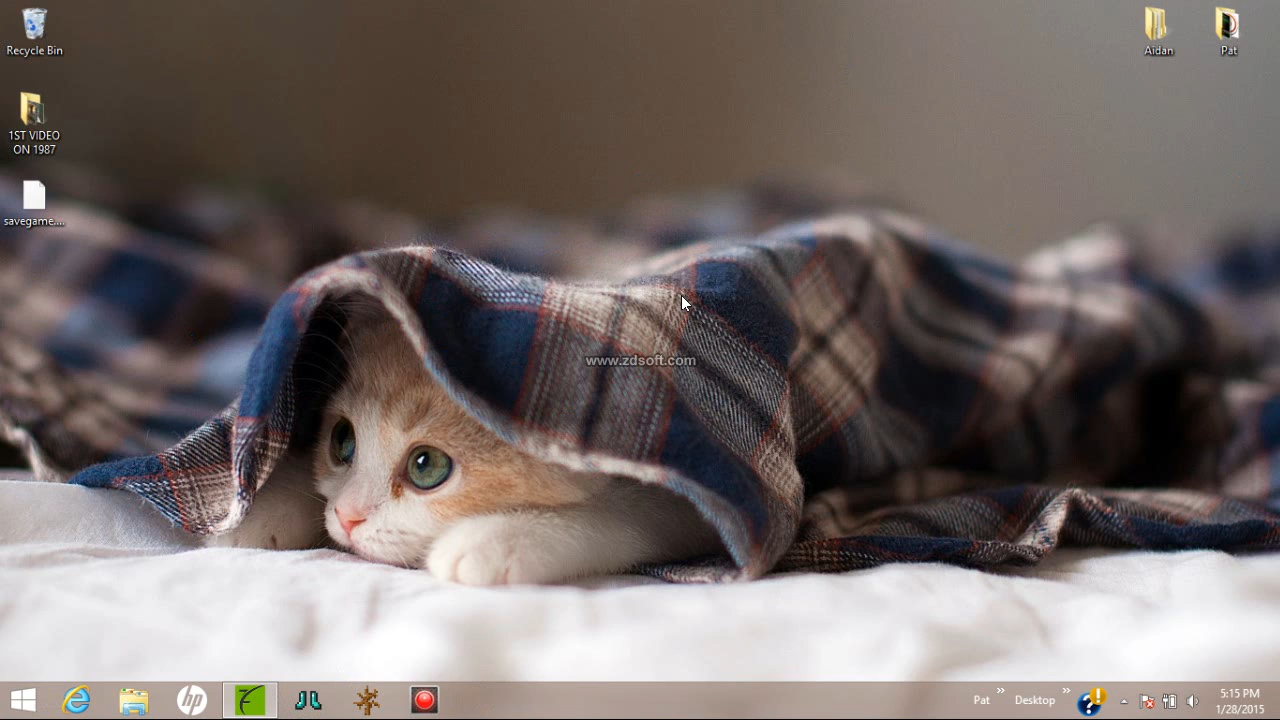 Recycle Bin
1ST VIDEO
ON 1987
savegame....
Aidan
Pat
www.zdsoft.com
hp
Pat
Desktop
5:15 PM
1/28/2015